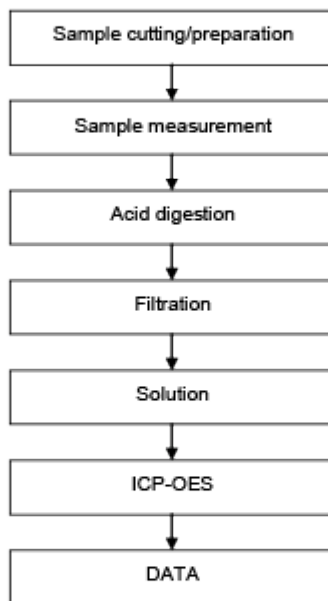 Sample cutting/preparation
Sample measurement
Acid digestion
Filtration
Solution
ICP-OES
DATA